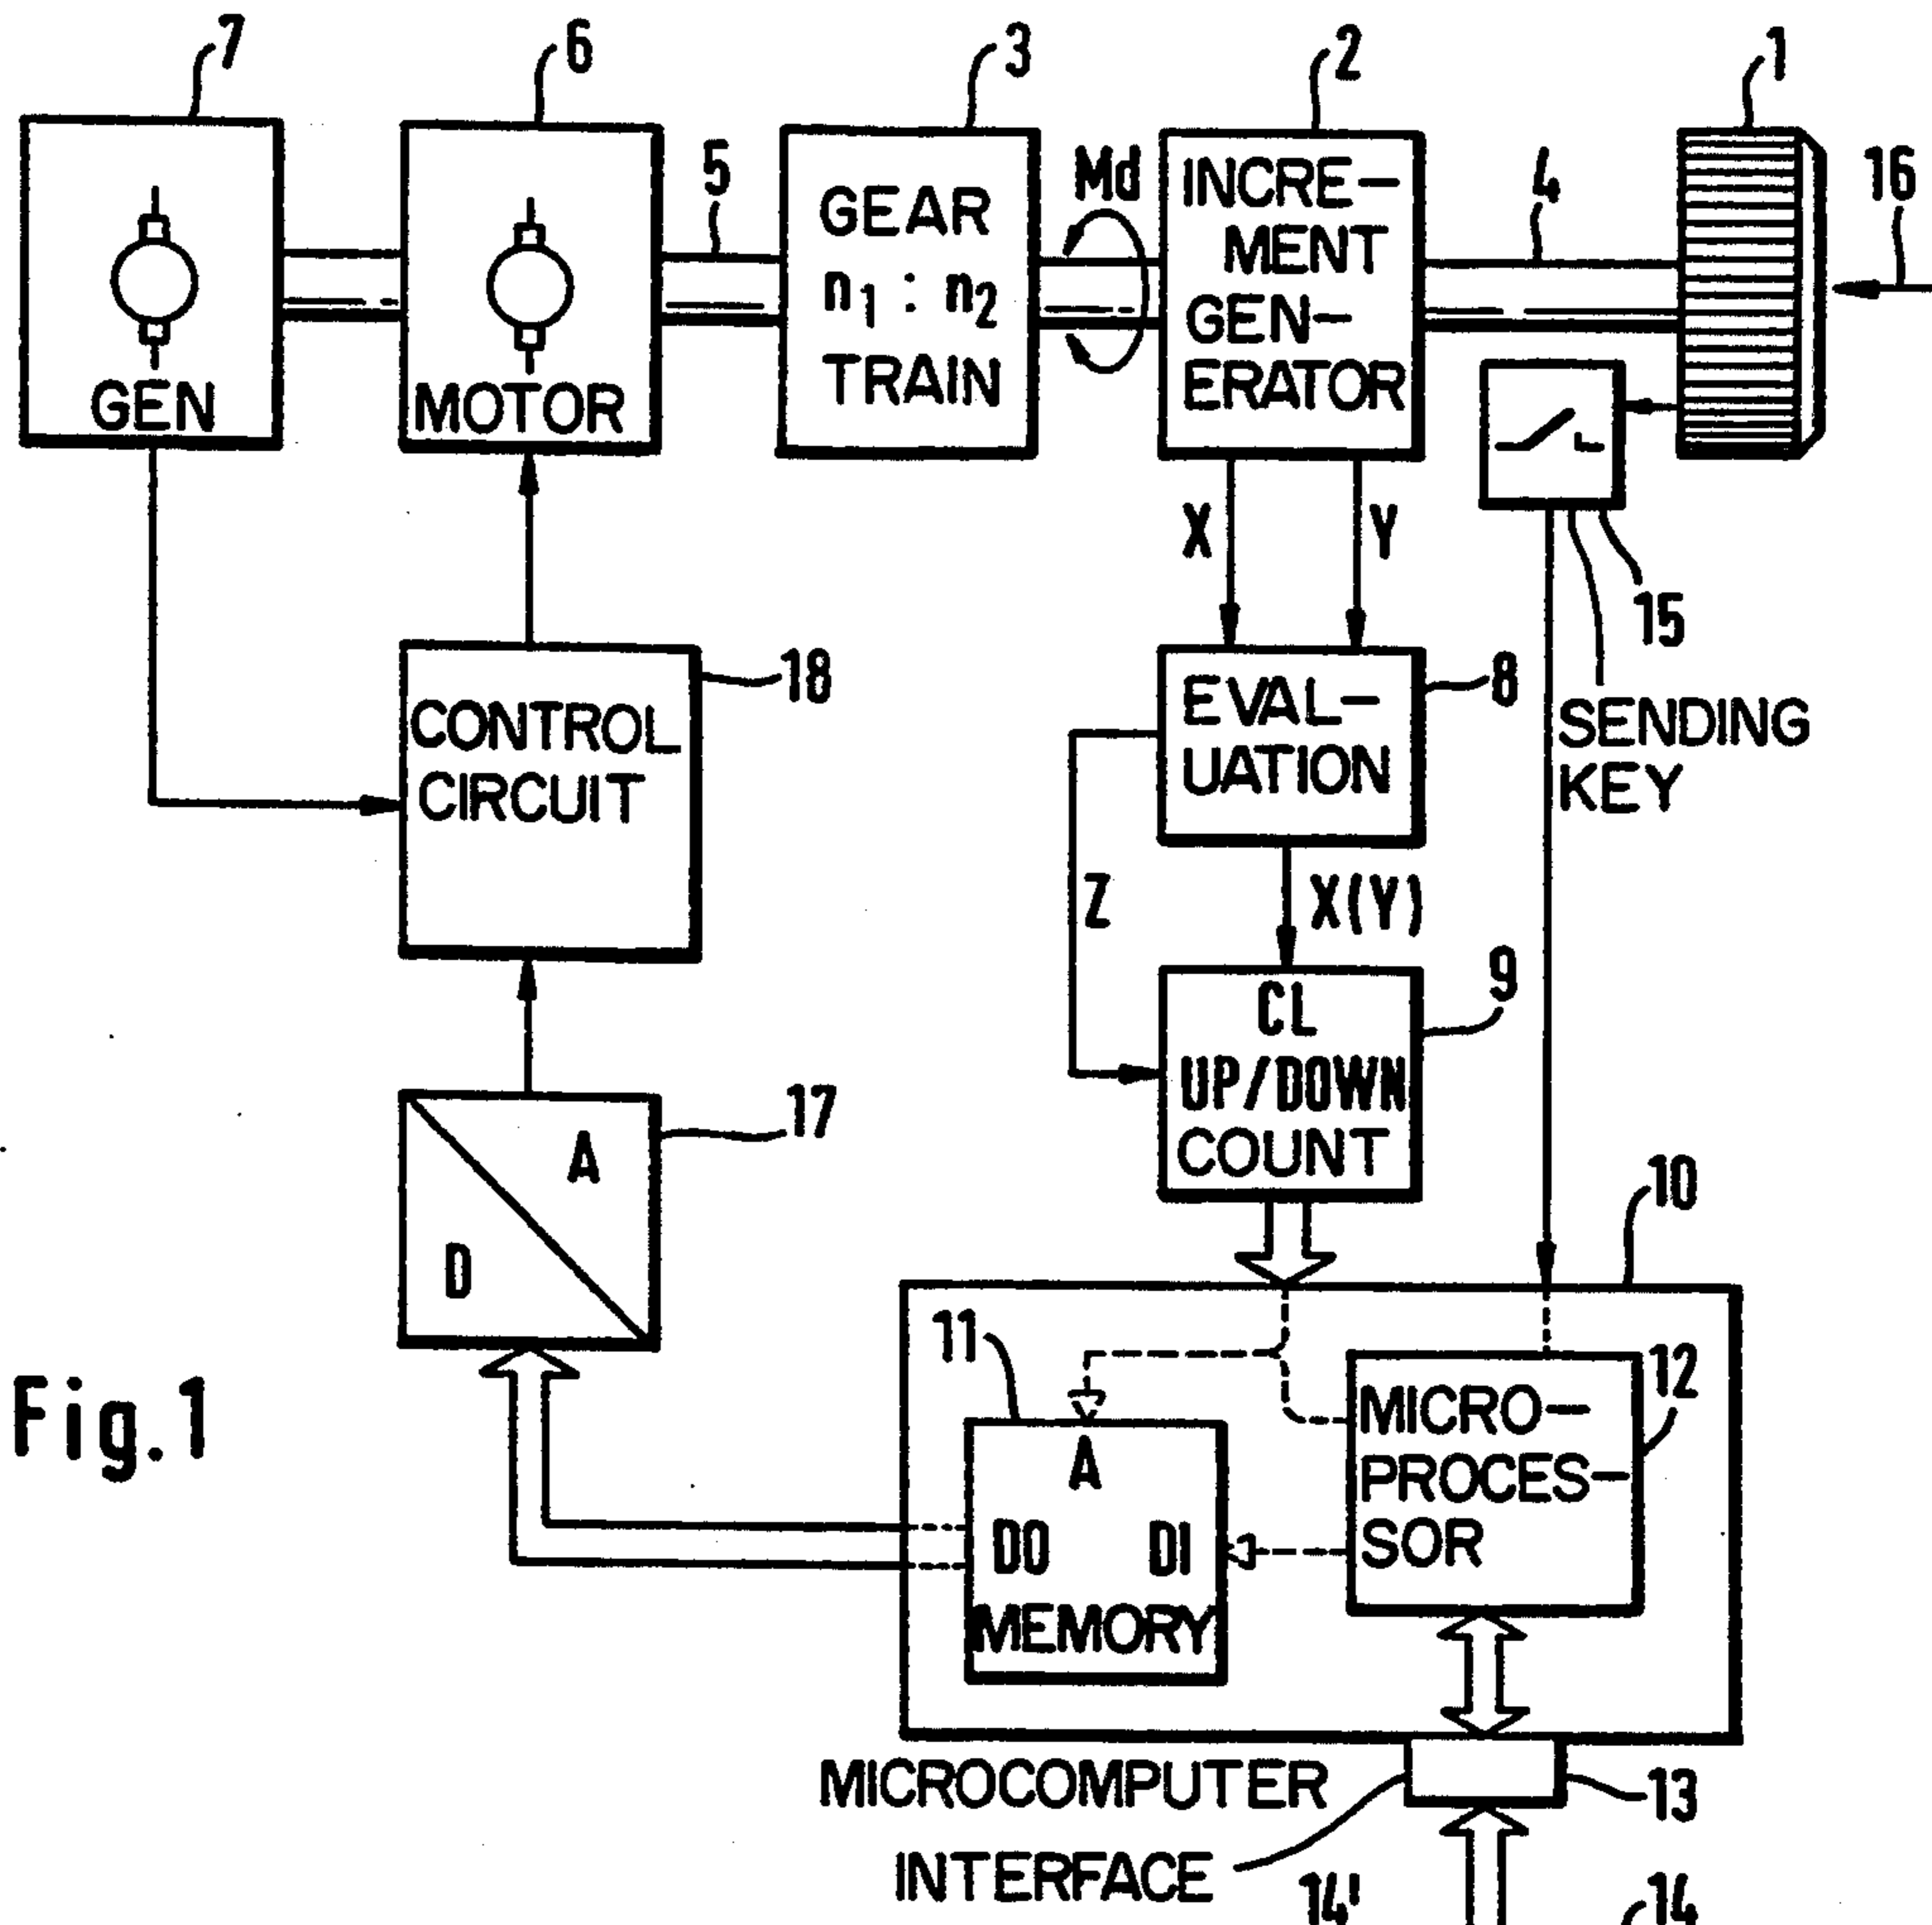 7
6
3
2
1
16
5
Md
4
GEN
MOTOR
GEAR
n1 : n2
TRAIN
INCRE-
MENT
GEN-
ERATOR
X
Y
15
SENDING
KEY
18
CONTROL
CIRCUIT
8
EVAL-
UATION
Z
X(Y)
9
CL
UP/DOWN
COUNT
17
A
D
10
11
12
MICRO-
PROCES-
SOR
A
DO DI
MEMORY
Fig.1
MICROCOMPUTER
13
INTERFACE
14'
14